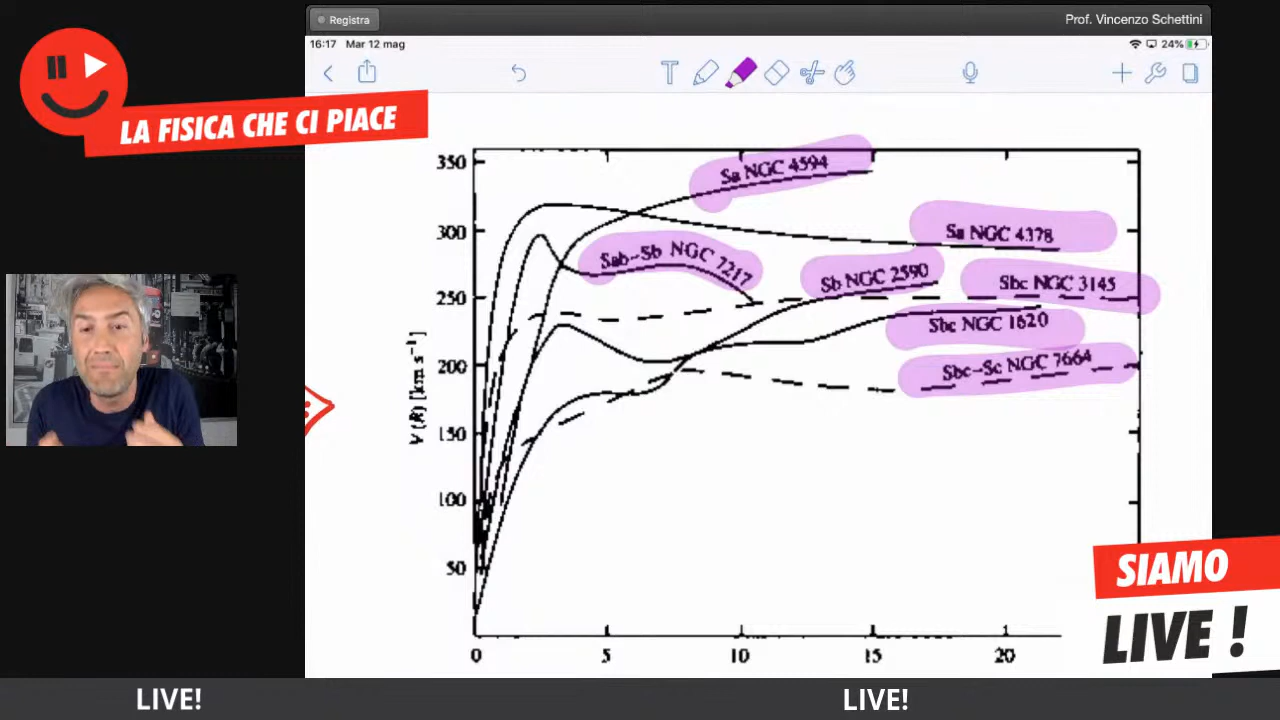 Registra
Prof. Vincenzo Schettini
16:17 Mar 12 mag
24%
LA FISICA CHE CI PIACE
T
350
300
250
200
150
100
50
V (R) [km s⁻¹]
Sa NGC 4594
Sa NGC 4378
Sab-Sb NGC 7217
Sb NGC 2590
Sbc NGC 3145
Sbc NGC 1620
Sbc-Sc NGC 7664
0 5 10 15 20
SIAMO
LIVE !
LIVE! LIVE!